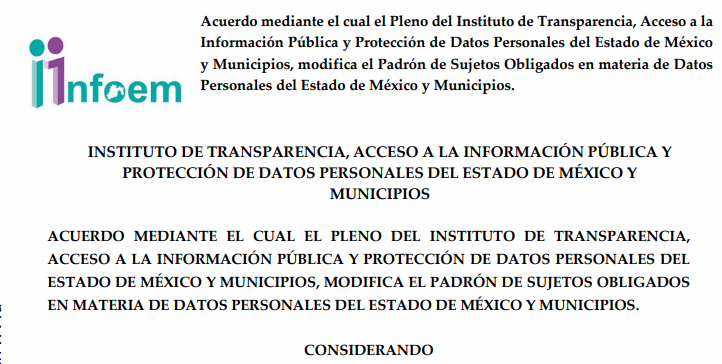 Acuerdo mediante el cual el Pleno del Instituto de Transparencia, Acceso a la
Información Pública y Protección de Datos Personales del Estado de México
y Municipios, modifica el Padrón de Sujetos Obligados en materia de Datos
Personales del Estado de México y Municipios.
infoem
INSTITUTO DE TRANSPARENCIA, ACCESO A LA INFORMACIÓN PÚBLICA Y
PROTECCIÓN DE DATOS PERSONALES DEL ESTADO DE MÉXICO Y
MUNICIPIOS
ACUERDO MEDIANTE EL CUAL EL PLENO DEL INSTITUTO DE TRANSPARENCIA,
ACCESO A LA INFORMACIÓN PÚBLICA Y PROTECCIÓN DE DATOS PERSONALES DEL
ESTADO DE MÉXICO Y MUNICIPIOS, MODIFICA EL PADRÓN DE SUJETOS OBLIGADOS
EN MATERIA DE DATOS PERSONALES DEL ESTADO DE MÉXICO Y MUNICIPIOS.
CONSIDERANDO